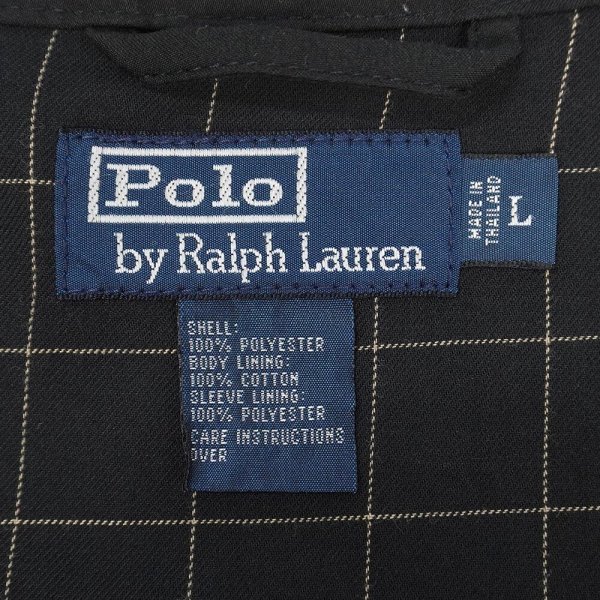 Polo
by Ralph Lauren
MADE IN
THAILAND
L
SHELL:
100% POLYESTER
BODY LINING:
100% COTTON
SLEEVE LINING:
100% POLYESTER
CARE INSTRUCTIONS
OVER